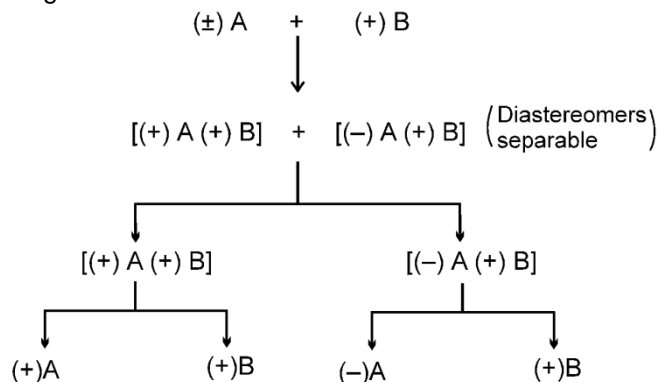 (±) A + (+) B
[(+) A (+) B] + [(–) A (+) B] (Diastereomers
separable)
[(+) A (+) B] [(–) A (+) B]
(+)A (+)B (–)A (+)B